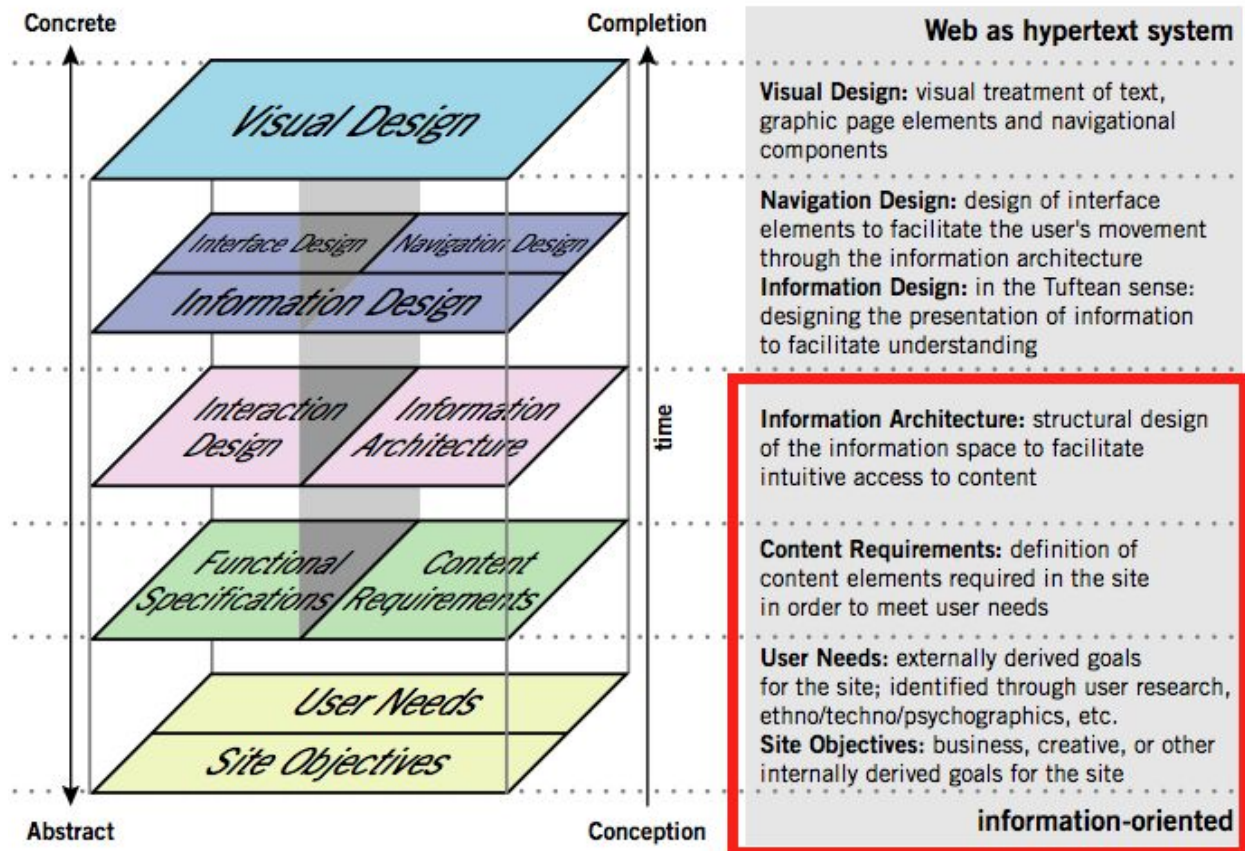 Concrete
Completion
Web as hypertext system
Visual Design
Visual Design: visual treatment of text,
graphic page elements and navigational
components
Interface Design
Navigation Design
Information Design
Navigation Design: design of interface
elements to facilitate the user's movement
through the information architecture
Information Design: in the Tuftean sense:
designing the presentation of information
to facilitate understanding
Interaction
Design
Information
Architecture
time
Information Architecture: structural design
of the information space to facilitate
intuitive access to content
Functional
Specifications
Content
Requirements
Content Requirements: definition of
content elements required in the site
in order to meet user needs
User Needs
Site Objectives
User Needs: externally derived goals
for the site; identified through user research,
ethno/techno/psychographics, etc.
Site Objectives: business, creative, or other
internally derived goals for the site
Abstract
Conception
information-oriented